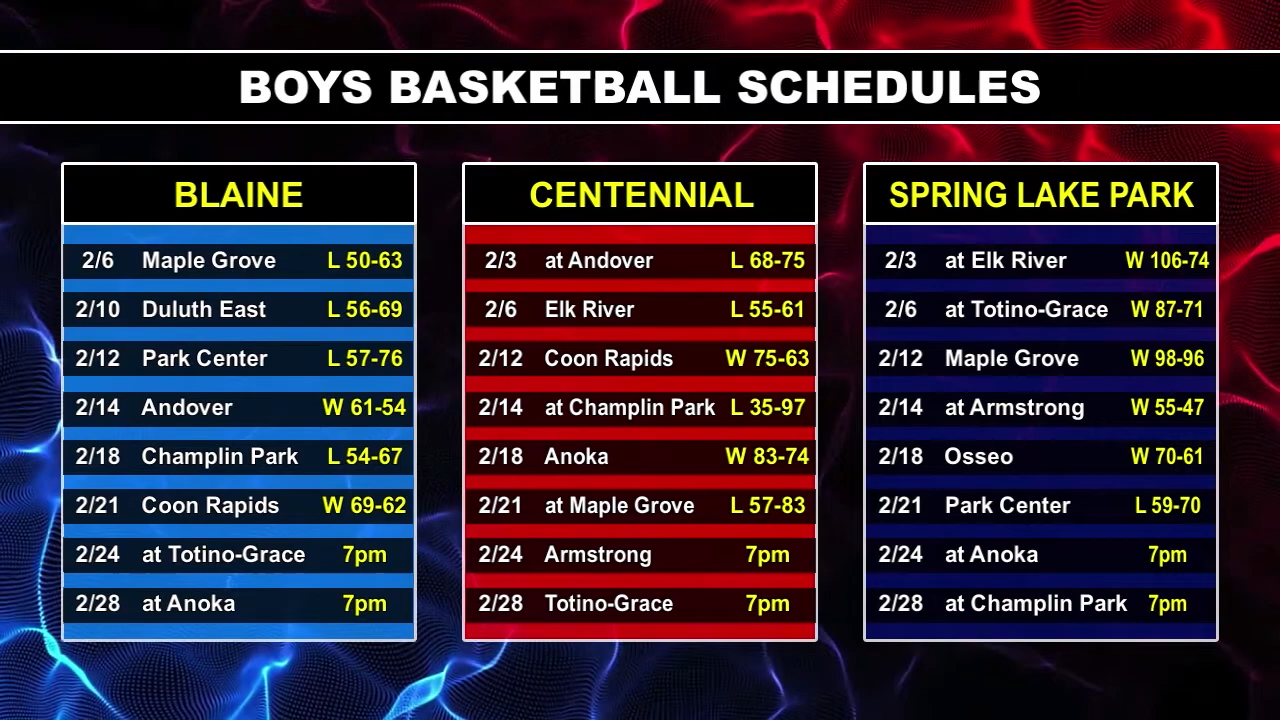 BOYS BASKETBALL SCHEDULES
BLAINE
2/6 Maple Grove L 50-63
2/10 Duluth East L 56-69
2/12 Park Center L 57-76
2/14 Andover W 61-54
2/18 Champlin Park L 54-67
2/21 Coon Rapids W 69-62
2/24 at Totino-Grace 7pm
2/28 at Anoka 7pm
CENTENNIAL
2/3 at Andover L 68-75
2/6 Elk River L 55-61
2/12 Coon Rapids W 75-63
2/14 at Champlin Park L 35-97
2/18 Anoka W 83-74
2/21 at Maple Grove L 57-83
2/24 Armstrong 7pm
2/28 Totino-Grace 7pm
SPRING LAKE PARK
2/3 at Elk River W 106-74
2/6 at Totino-Grace W 87-71
2/12 Maple Grove W 98-96
2/14 at Armstrong W 55-47
2/18 Osseo W 70-61
2/21 Park Center L 59-70
2/24 at Anoka 7pm
2/28 at Champlin Park 7pm